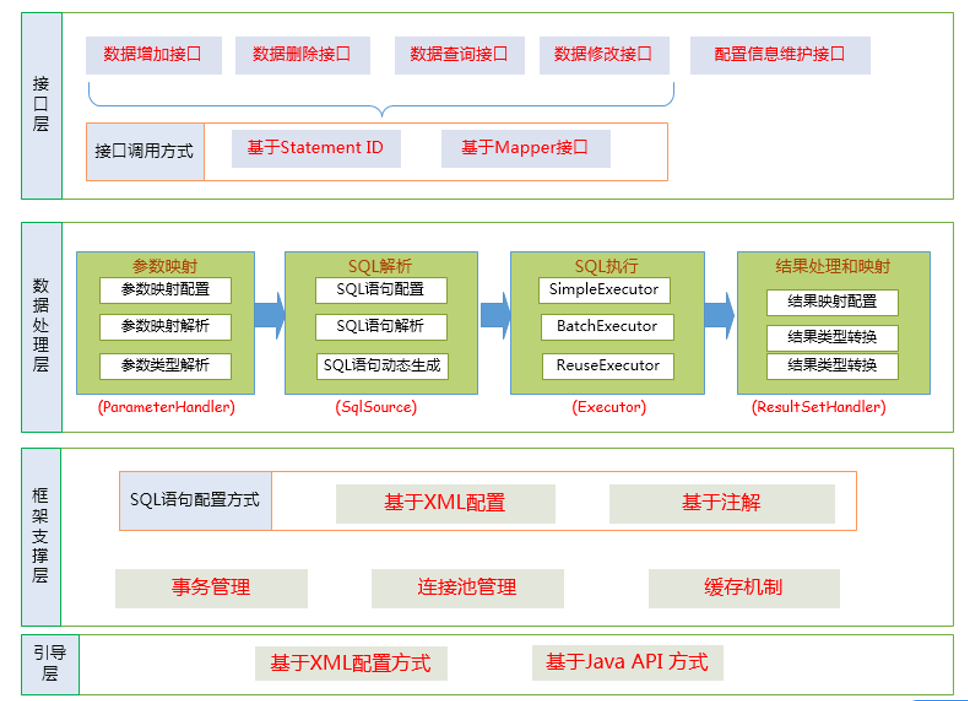 接口层
数据增加接口
数据删除接口
数据查询接口
数据修改接口
配置信息维护接口
接口调用方式
基于Statement ID
基于Mapper接口
数据处理层
参数映射
参数映射配置
参数映射解析
参数类型解析
(ParameterHandler)
SQL解析
SQL语句配置
SQL语句解析
SQL语句动态生成
(SqlSource)
SQL执行
SimpleExecutor
BatchExecutor
ReuseExecutor
(Executor)
结果处理和映射
结果映射配置
结果类型转换
结果类型转换
(ResultSetHandler)
框架支撑层
SQL语句配置方式
基于XML配置
基于注解
事务管理
连接池管理
缓存机制
引导层
基于XML配置方式
基于Java API 方式